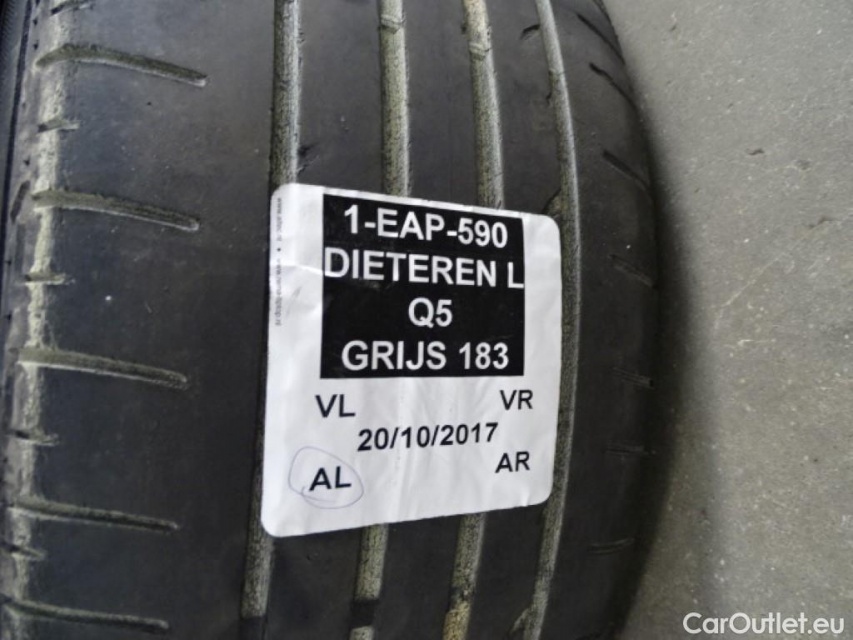 1-EAP-590
DIETEREN L
Q5
GRIJS 183
VL VR
20/10/2017
AL AR
CarOutlet.eu